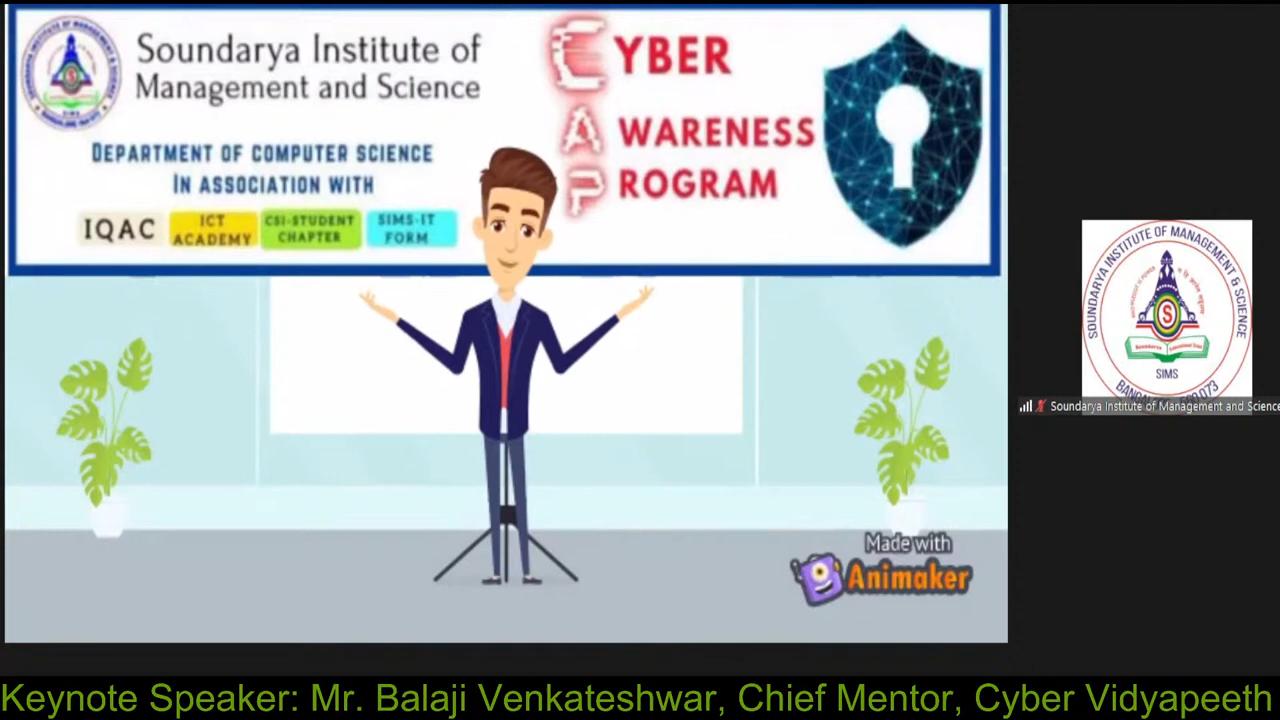 Soundarya Institute of
Management and Science
DEPARTMENT OF COMPUTER SCIENCE
IN ASSOCIATION WITH
IQAC
ICT
ACADEMY
CSI-STUDENT
CHAPTER
SIMS-IT
FORM
CYBER
AWARENESS
PROGRAM
Made with
Animaker
SOUNDARYA INSTITUTE OF MANAGEMENT & SCIENCE
S
SIMS
Soundarya Institute of Management and Science
Keynote Speaker: Mr. Balaji Venkateshwar, Chief Mentor, Cyber Vidyapeeth